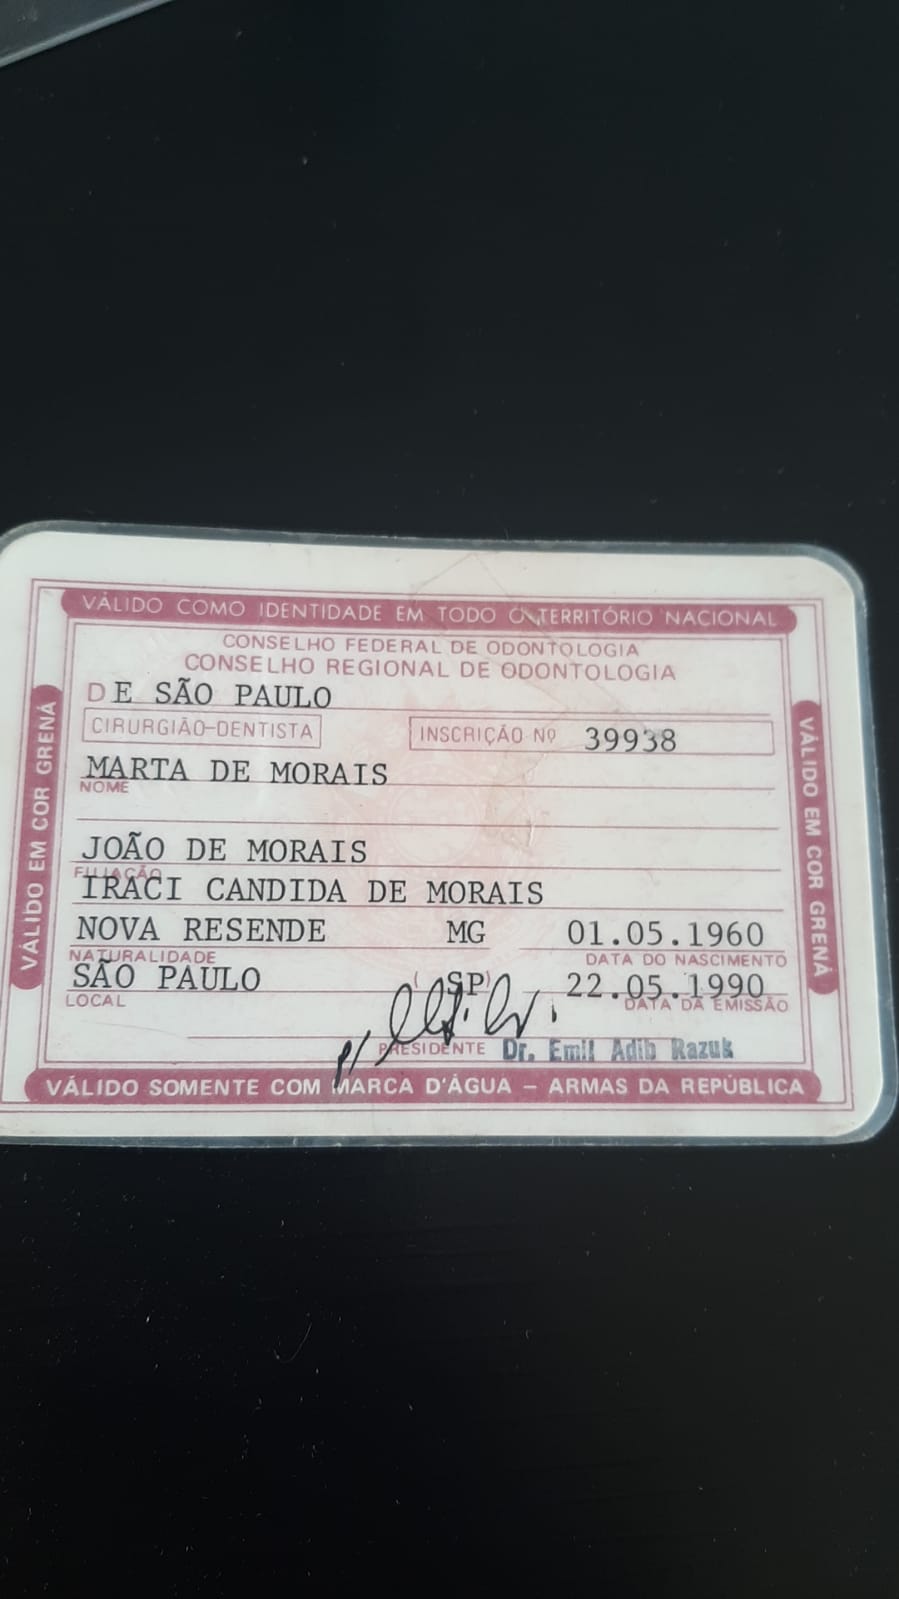 VÁLIDO COMO IDENTIDADE EM TODO O TERRITÓRIO NACIONAL
CONSELHO FEDERAL DE ODONTOLOGIA
CONSELHO REGIONAL DE ODONTOLOGIA
DE SÃO PAULO
CIRURGIÃO-DENTISTA INSCRIÇÃO Nº 39938
MARTA DE MORAIS
NOME
JOÃO DE MORAIS
FILIAÇÃO
IRACI CANDIDA DE MORAIS
NOVA RESENDE MG 01.05.1960
NATURALIDADE DATA DO NASCIMENTO
SÃO PAULO (SP) 22.05.1990
LOCAL DATA DA EMISSÃO
P/
PRESIDENTE Dr. Emil Adib Razuk
VÁLIDO SOMENTE COM MARCA D'ÁGUA - ARMAS DA REPÚBLICA
VÁLIDO EM COR GRENÁ
VÁLIDO EM COR GRENÁ